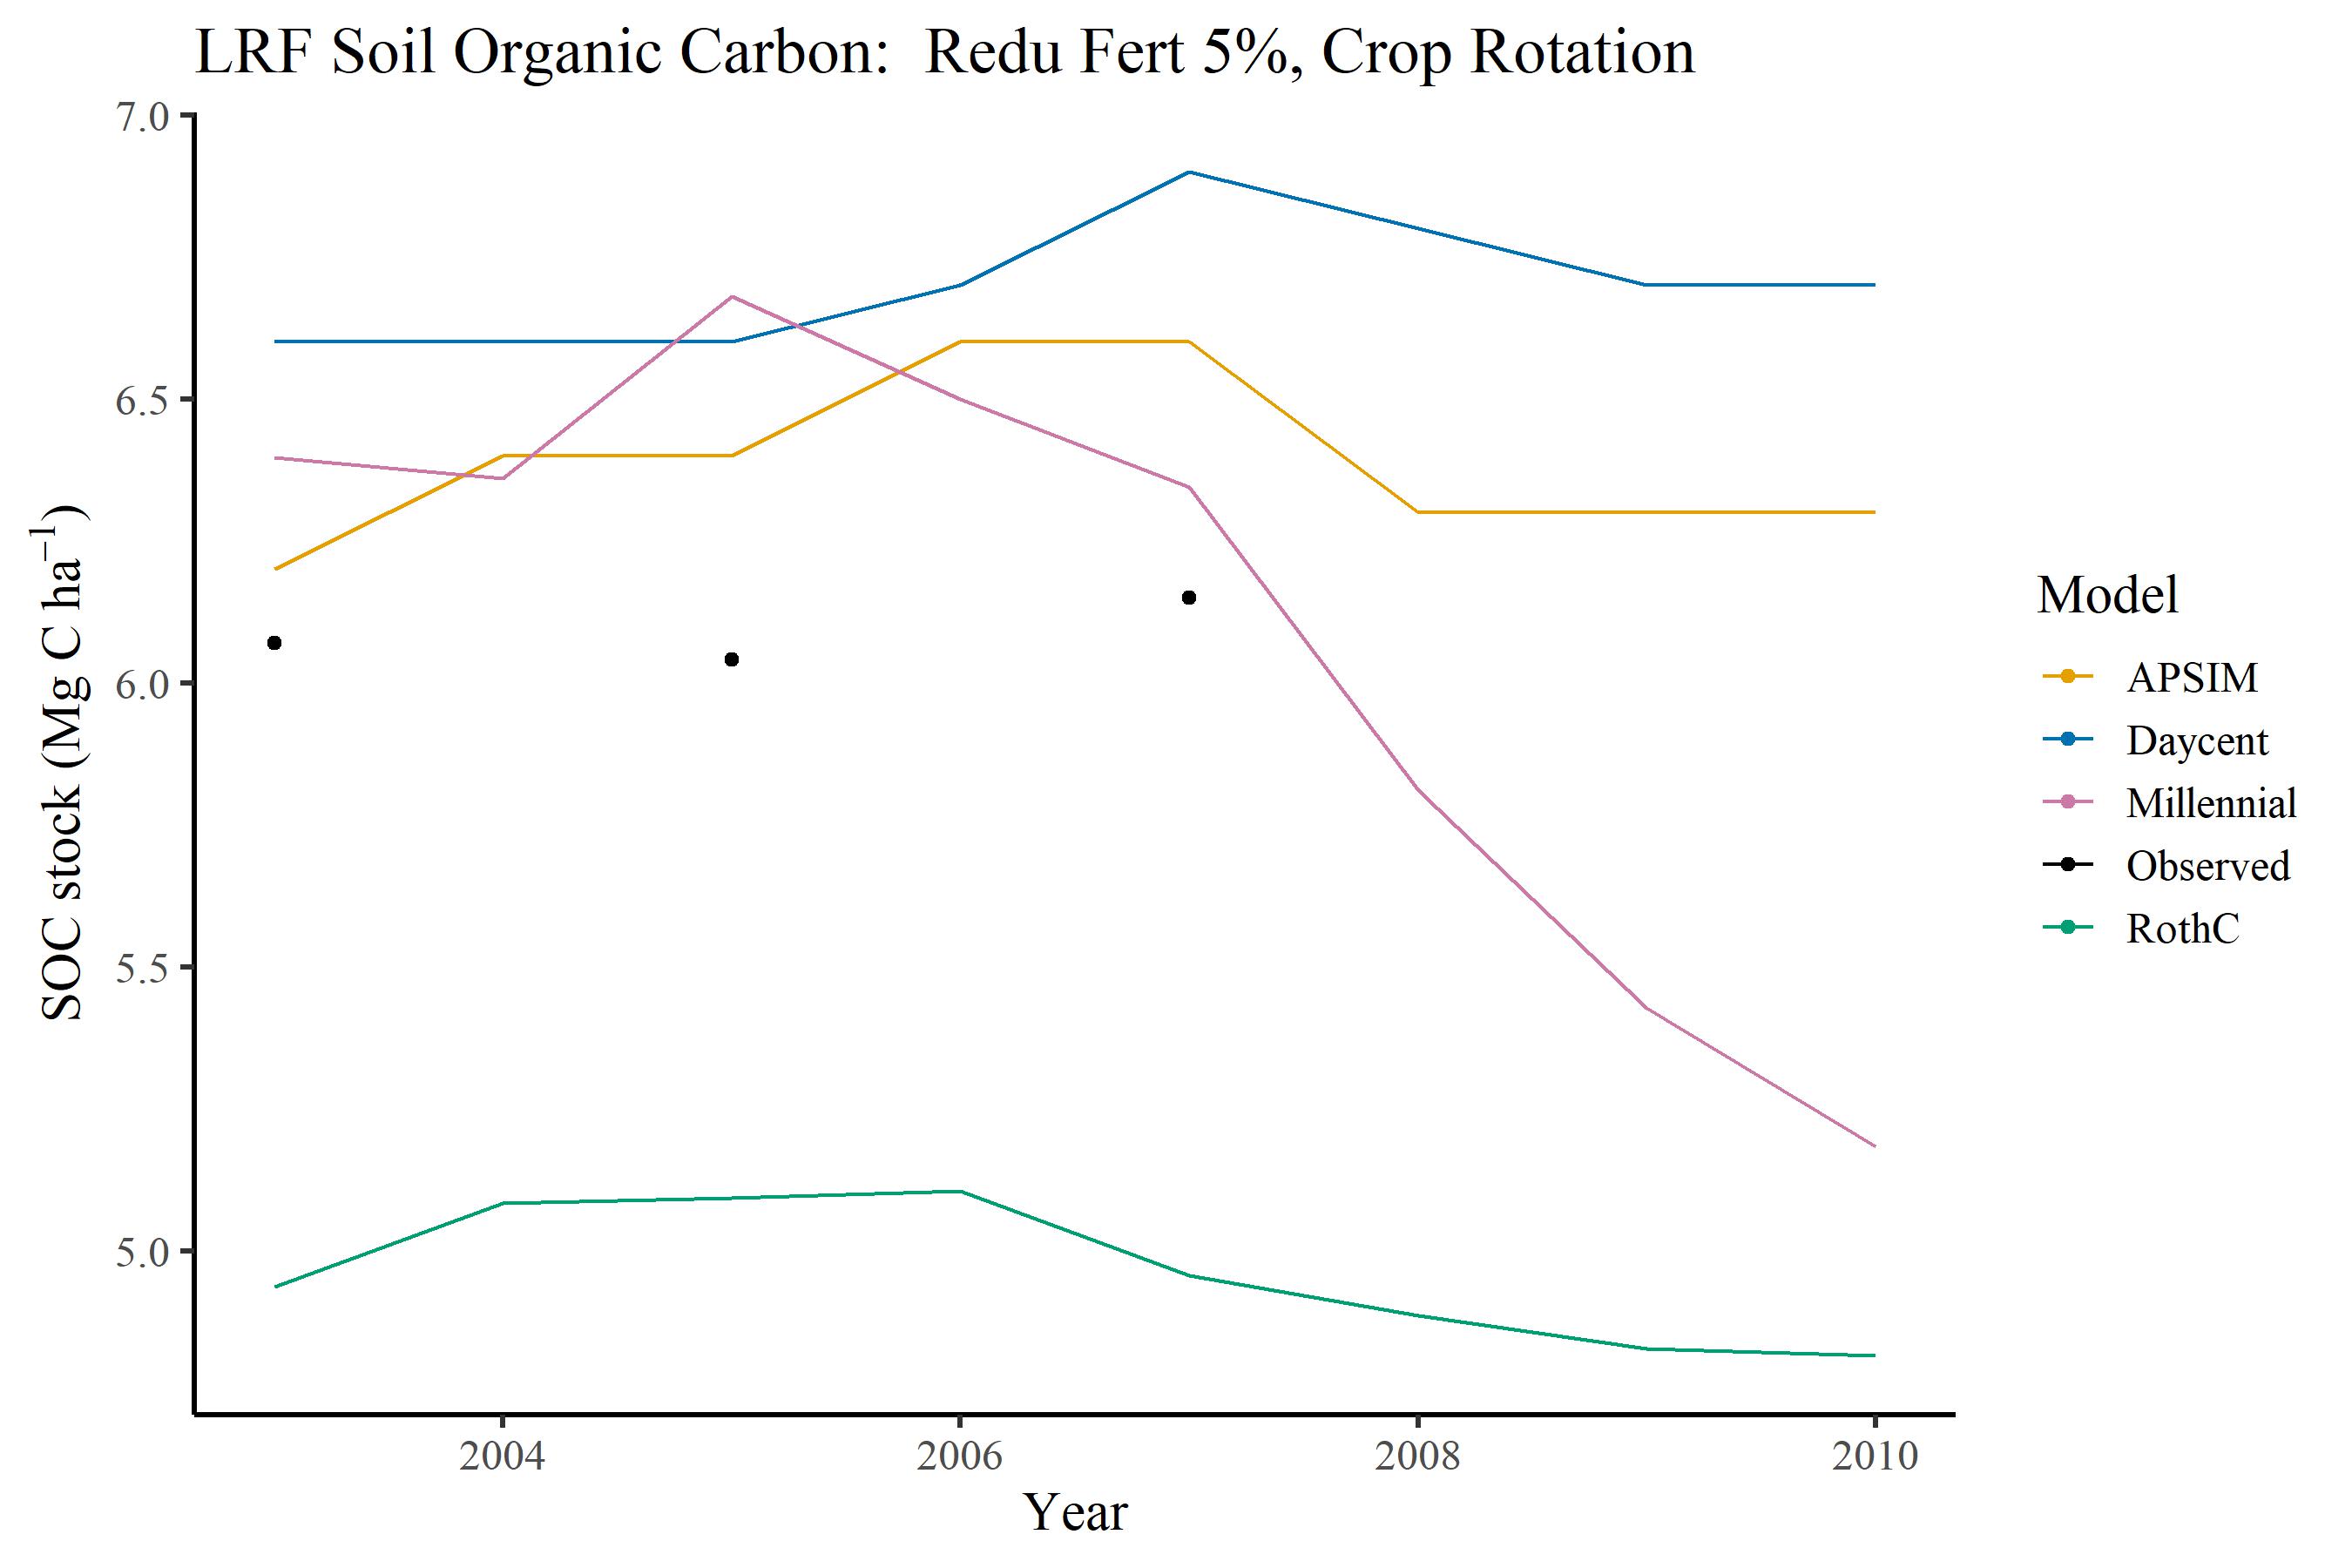 LRF Soil Organic Carbon:  Redu Fert 5%, Crop Rotation
7.0
6.5
6.0
5.5
5.0
SOC stock (Mg C ha⁻¹)
2004 2006 2008 2010
Year
Model
APSIM
Daycent
Millennial
Observed
RothC